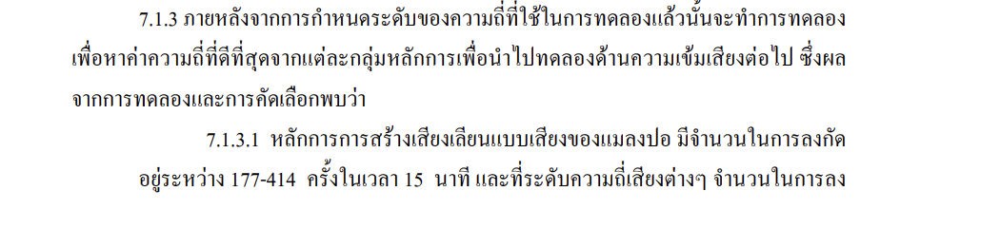 7.1.3 ภายหลังจากการกำหนดระดับของความถี่ที่ใช้ในการทดลองแล้วนั้นจะทำการทดลอง
เพื่อหาค่าความถี่ที่ดีที่สุดจากแต่ละกลุ่มหลักการเพื่อนำไปทดลองด้านความเข้มเสียงต่อไป ซึ่งผล
จากการทดลองและการคัดเลือกพบว่า
7.1.3.1 หลักการการสร้างเสียงเลียนแบบเสียงของแมลงปอ มีจำนวนในการลงกัด
อยู่ระหว่าง 177-414 ครั้งในเวลา 15 นาที และที่ระดับความถี่เสียงต่างๆ จำนวนในการลง